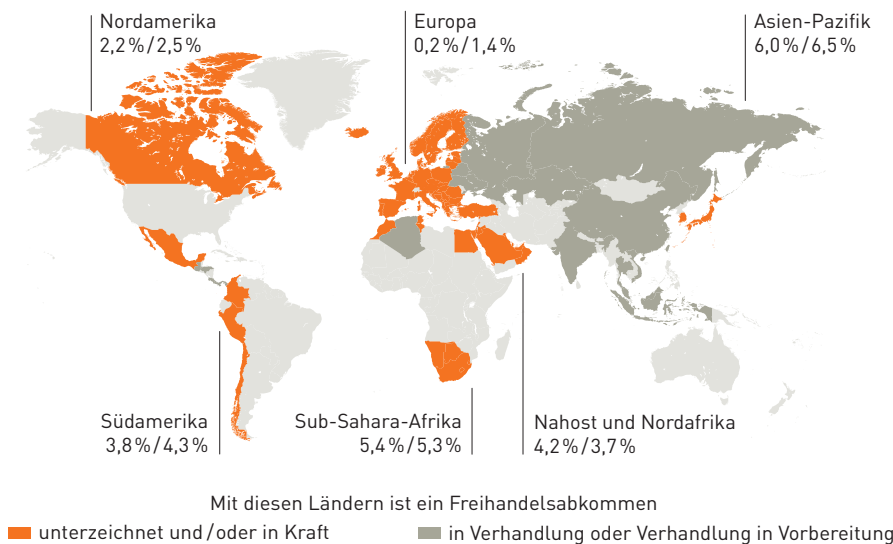 Nordamerika
2,2 % / 2,5 %
Europa
0,2 % / 1,4 %
Asien-Pazifik
6,0 % / 6,5 %
Südamerika
3,8 % / 4,3 %
Sub-Sahara-Afrika
5,4 % / 5,3 %
Nahost und Nordafrika
4,2 % / 3,7 %
Mit diesen Ländern ist ein Freihandelsabkommen
unterzeichnet und / oder in Kraft
in Verhandlung oder Verhandlung in Vorbereitung